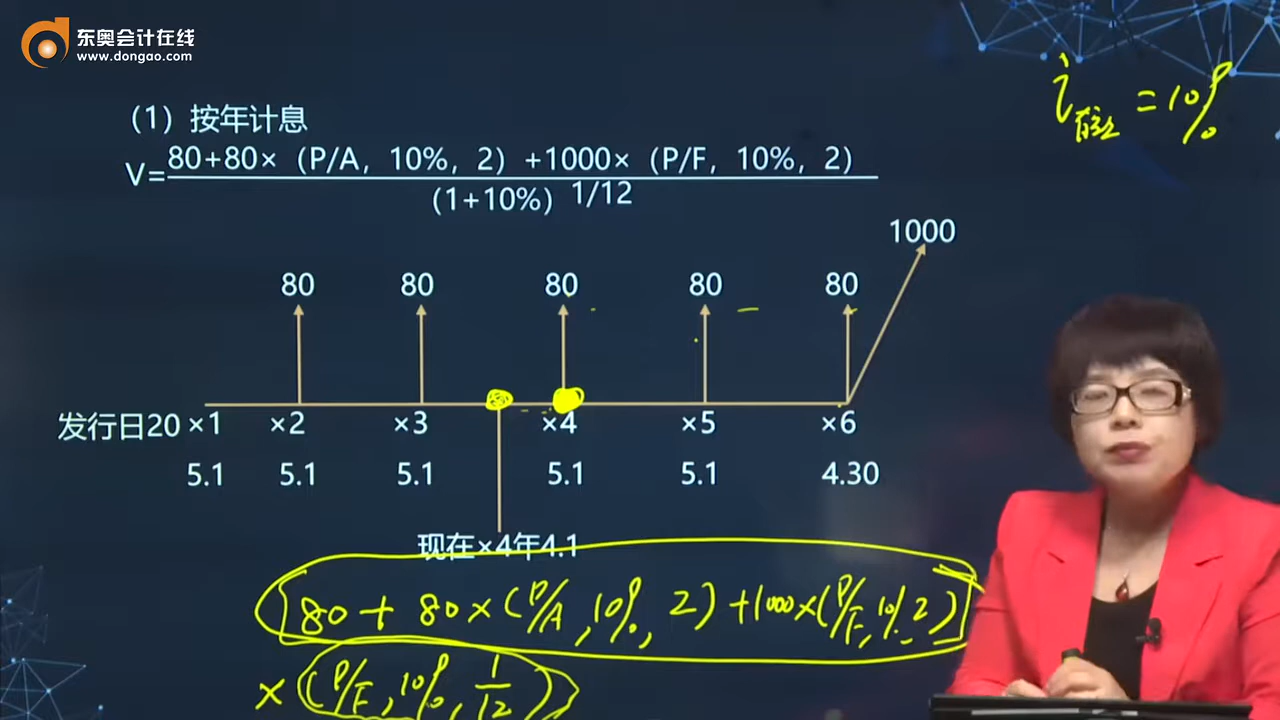 东奥会计在线
www.dongao.com
i有效 = 10%
（1）按年计息
V=
80+80×（P/A，10%，2）+1000×（P/F，10%，2）
（1+10%）1/12
1000
80 80 80 80 80
发行日20 ×1 ×2 ×3 ×4 ×5 ×6
5.1 5.1 5.1 5.1 5.1 4.30
现在×4年4.1
[80 + 80×(P/A,10%,2)+1000×(P/F,10%,2)]
×(P/F,10%,1/12)